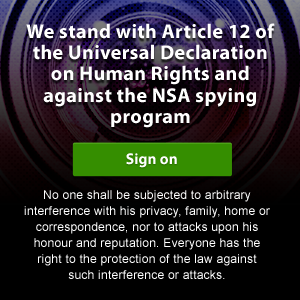 We stand with Article 12 of
the Universal Declaration
on Human Rights and
against the NSA spying
program
Sign on
No one shall be subjected to arbitrary
interference with his privacy, family, home or
correspondence, nor to attacks upon his
honour and reputation. Everyone has the
right to the protection of the law against
such interference or attacks.